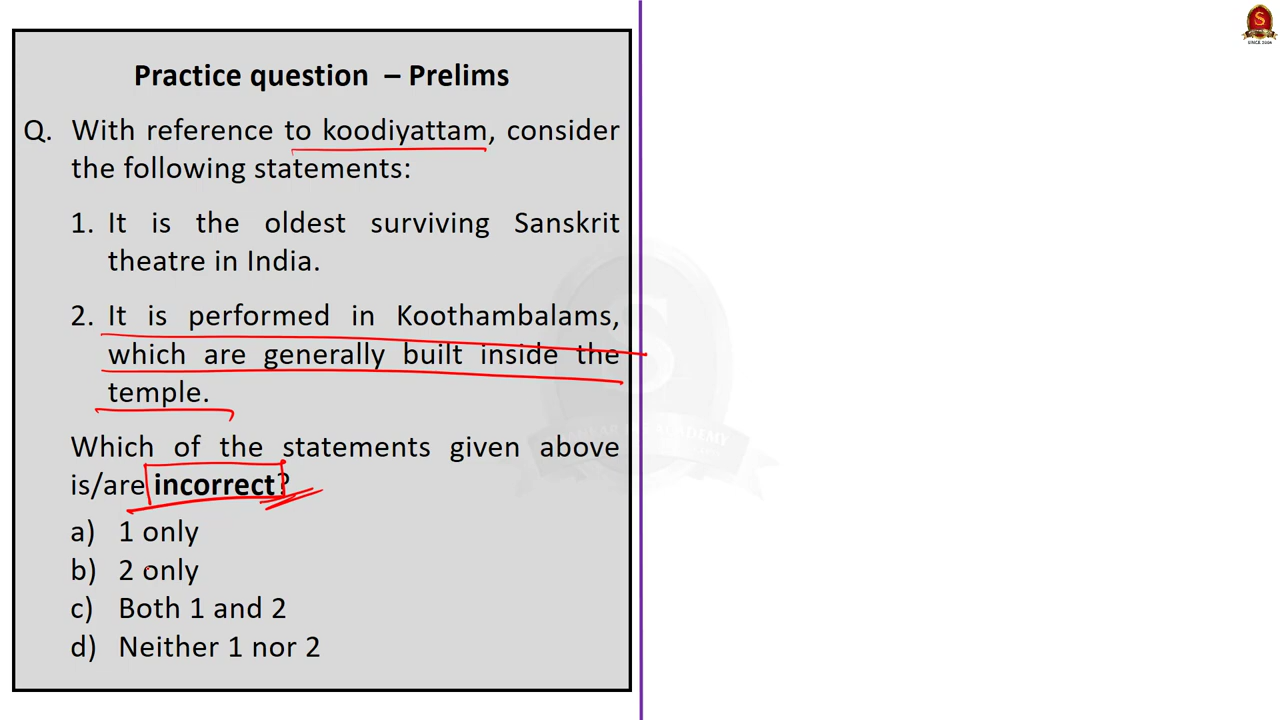 Practice question – Prelims
Q. With reference to koodiyattam, consider
the following statements:
1. It is the oldest surviving Sanskrit
theatre in India.
2. It is performed in Koothambalams,
which are generally built inside the
temple.
Which of the statements given above
is/are incorrect?
a) 1 only
b) 2 only
c) Both 1 and 2
d) Neither 1 nor 2
S
SINCE 2004